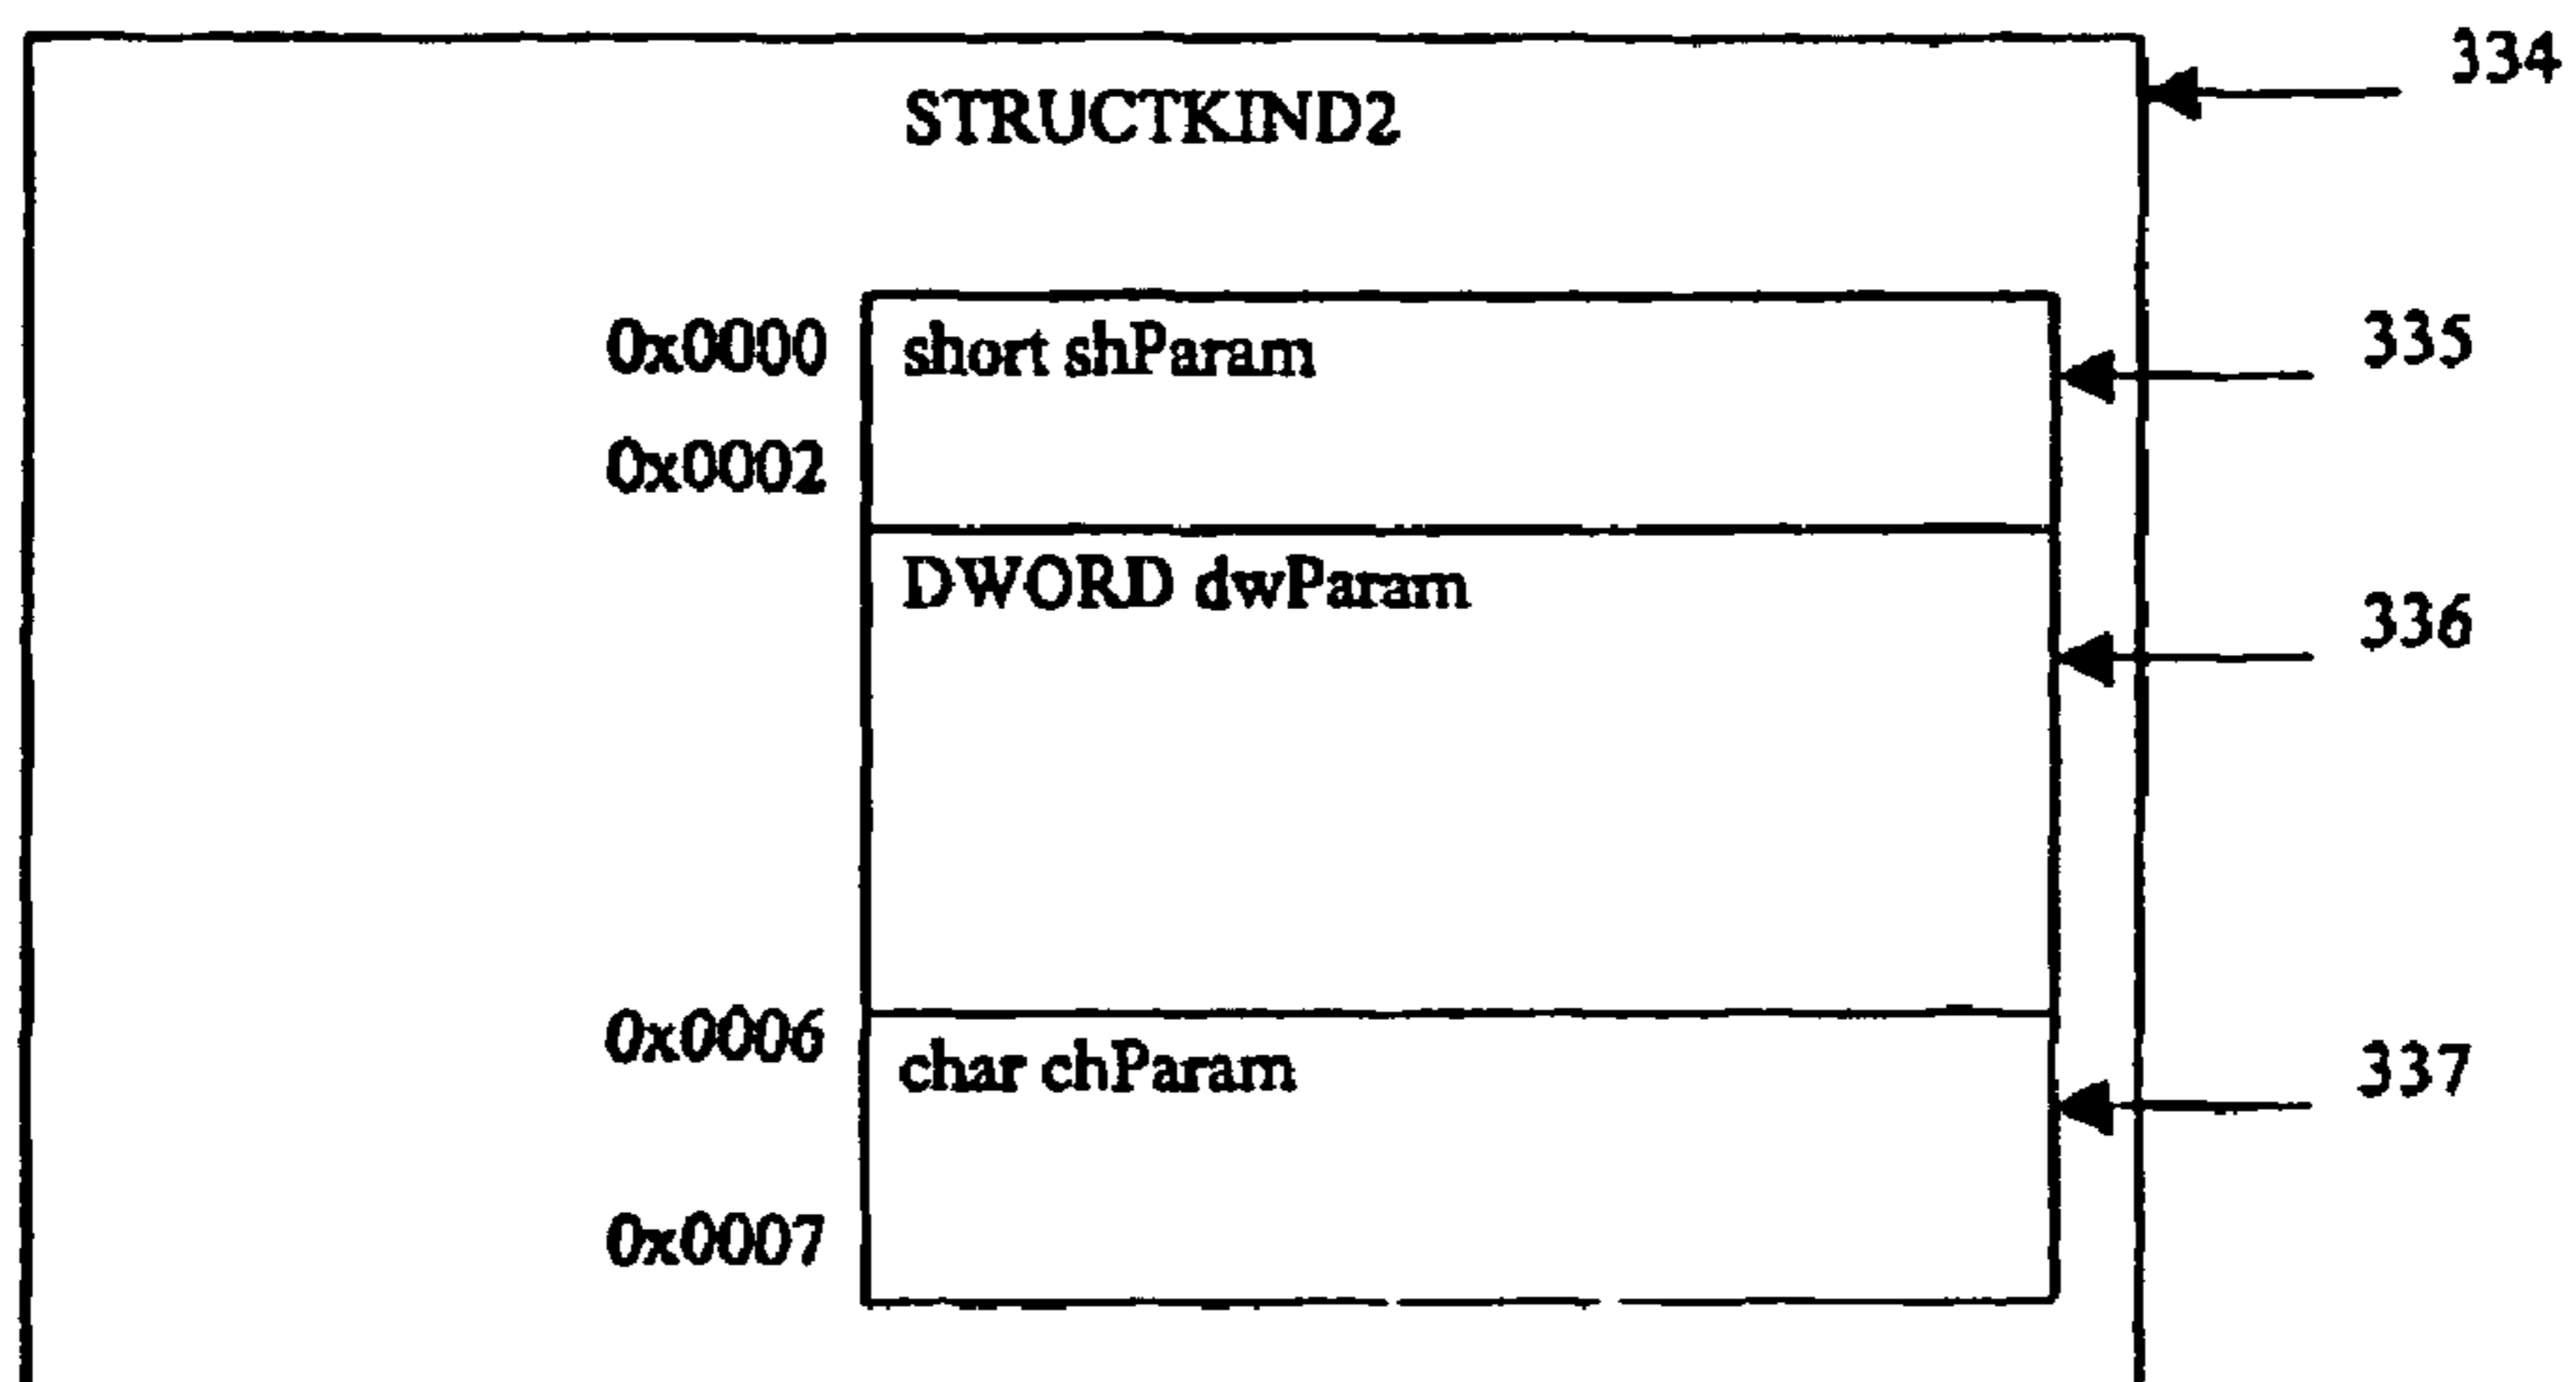 334
STRUCTKIND2
0x0000 short shParam 335
0x0002
DWORD dwParam
336
0x0006 char chParam 337
0x0007